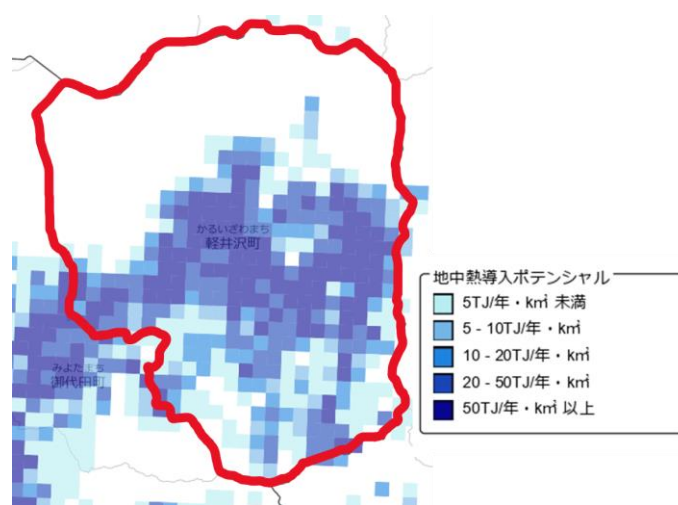 かるいざわまち
軽井沢町
みよたまち
御代田町
地中熱導入ポテンシャル
5TJ/年・km² 未満
5 - 10TJ/年・km²
10 - 20TJ/年・km²
20 - 50TJ/年・km²
50TJ/年・km² 以上